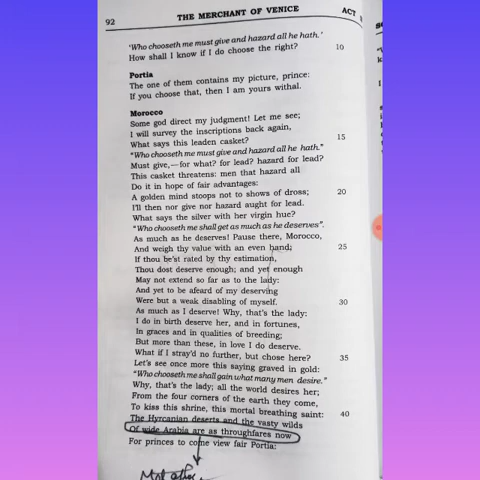 92
THE MERCHANT OF VENICE
ACT
'Who chooseth me must give and hazard all he hath.'
How shall I know if I do choose the right? 10
Portia
The one of them contains my picture, prince:
If you choose that, then I am yours withal.
Morocco
Some god direct my judgment! Let me see;
I will survey the inscriptions back again,
What says this leaden casket? 15
"Who chooseth me must give and hazard all he hath."
Must give,—for what? for lead? hazard for lead?
This casket threatens: men that hazard all
Do it in hope of fair advantages:
A golden mind stoops not to shows of dross; 20
I'll then nor give nor hazard aught for lead.
What says the silver with her virgin hue?
"Who chooseth me shall get as much as he deserves".
As much as he deserves! Pause there, Morocco,
And weigh thy value with an even hand; 25
If thou be'st rated by thy estimation,
Thou dost deserve enough; and yet enough
May not extend so far as to the lady:
And yet to be afeard of my deserving
Were but a weak disabling of myself. 30
As much as I deserve! Why, that's the lady:
I do in birth deserve her, and in fortunes,
In graces and in qualities of breeding;
But more than these, in love I do deserve.
What if I stray'd no further, but chose here? 35
Let's see once more this saying graved in gold:
"Who chooseth me shall gain what many men desire."
Why, that's the lady; all the world desires her;
From the four corners of the earth they come,
To kiss this shrine, this mortal breathing saint: 40
The Hyrcanian deserts and the vasty wilds
Of wide Arabia are as throughfares now
For princes to come view fair Portia: